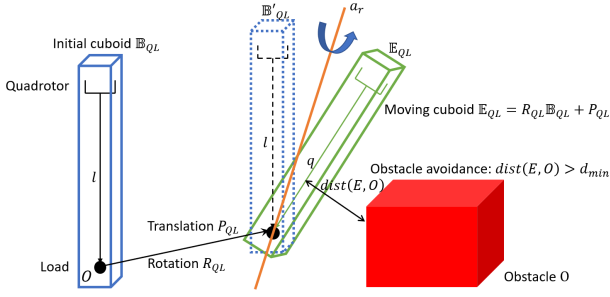 a_r
𝔹'_QL
Initial cuboid 𝔹_QL
𝔼_QL
Quadrotor
Moving cuboid 𝔼_QL = R_QL𝔹_QL + P_QL
l
l
q
Obstacle avoidance: dist(E, O) > d_min
dist(E, O)
Translation P_QL
Load
O
Rotation R_QL
Obstacle O